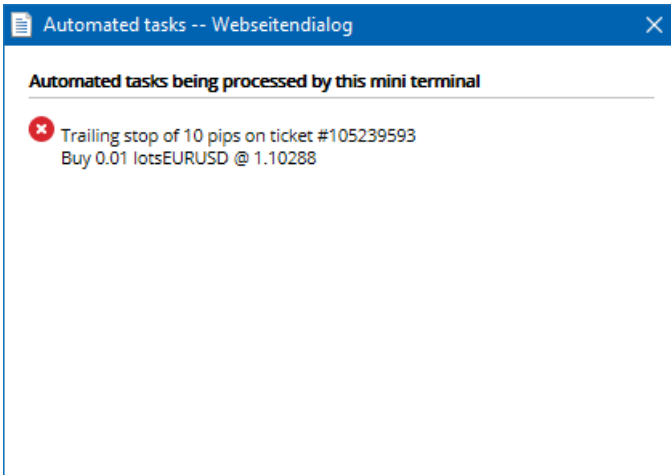 Automated tasks -- Webseitendialog
Automated tasks being processed by this mini terminal
Trailing stop of 10 pips on ticket #105239593
Buy 0.01 lotsEURUSD @ 1.10288